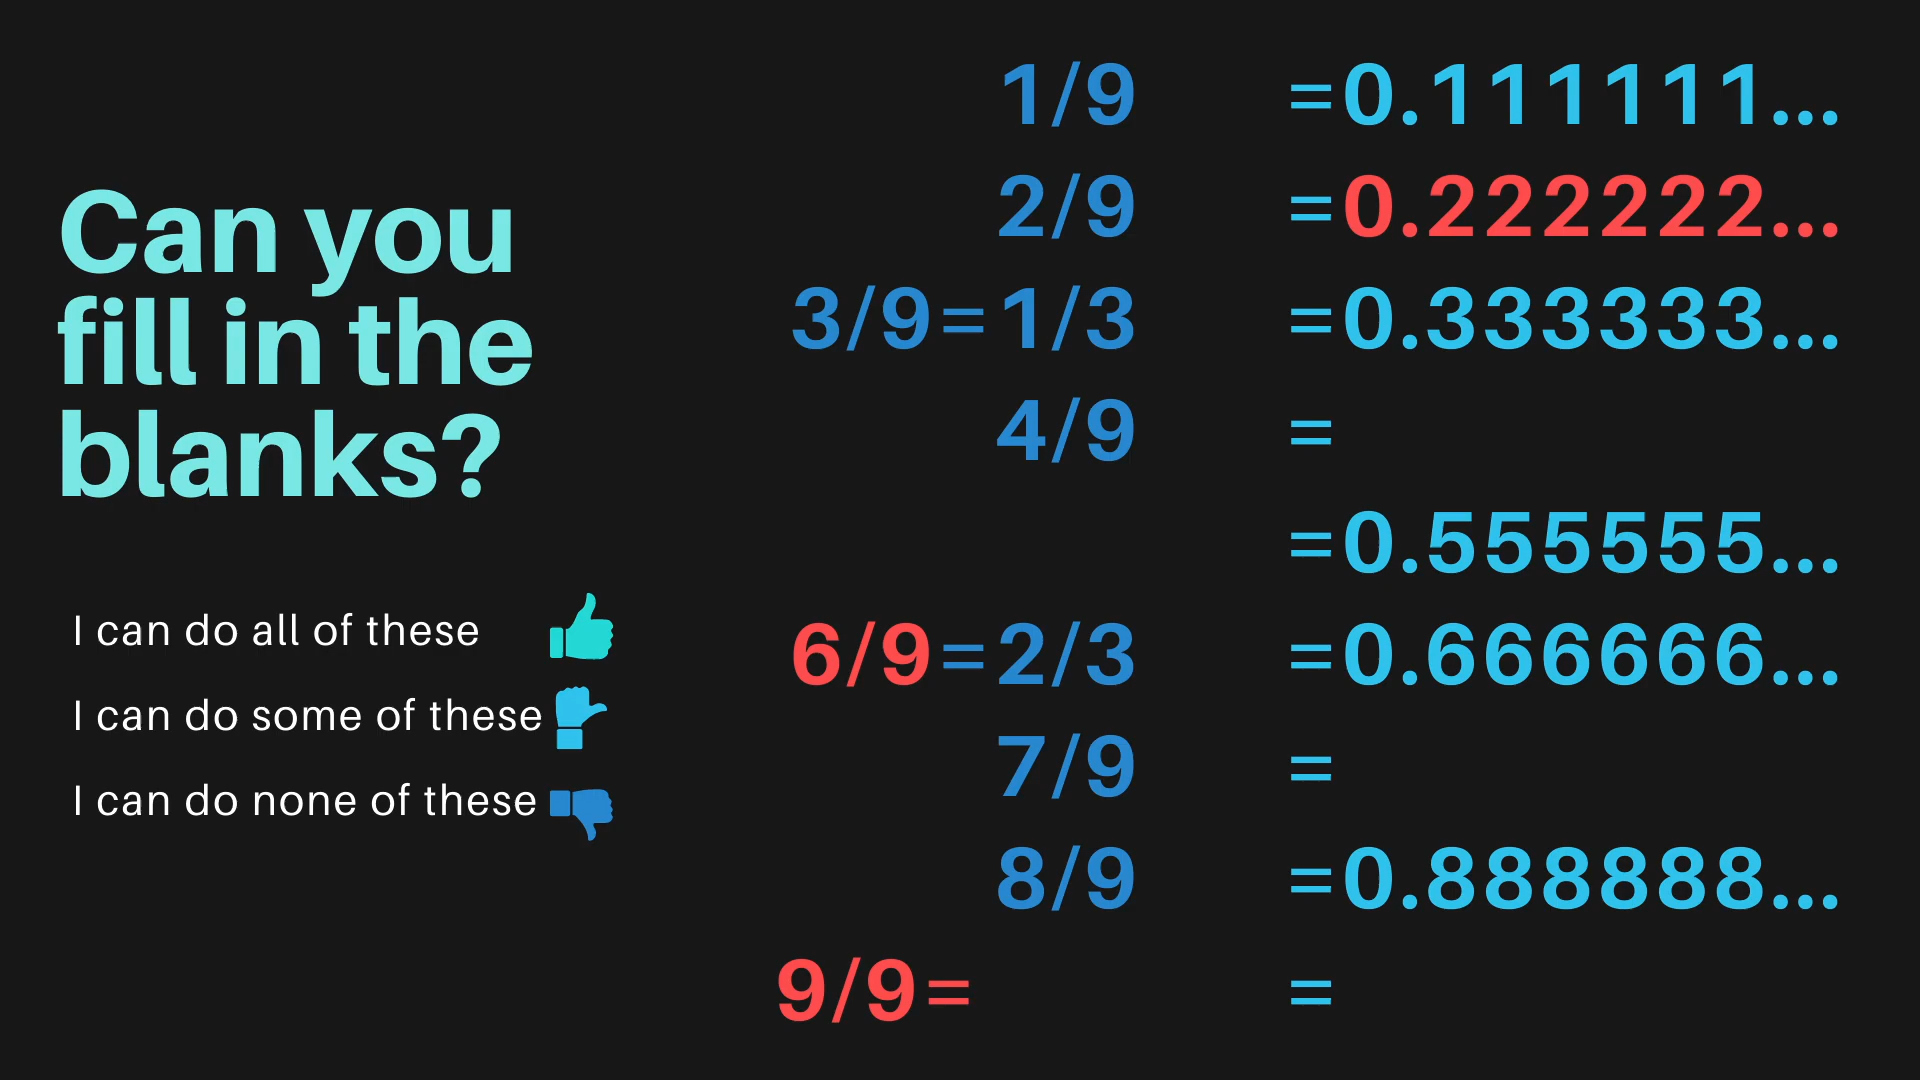 Can you
fill in the
blanks?
I can do all of these
I can do some of these
I can do none of these
1/9 =0.111111...
2/9 =0.222222...
3/9=1/3 =0.333333...
4/9 =
=0.555555...
6/9=2/3 =0.666666...
7/9 =
8/9 =0.888888...
9/9= =